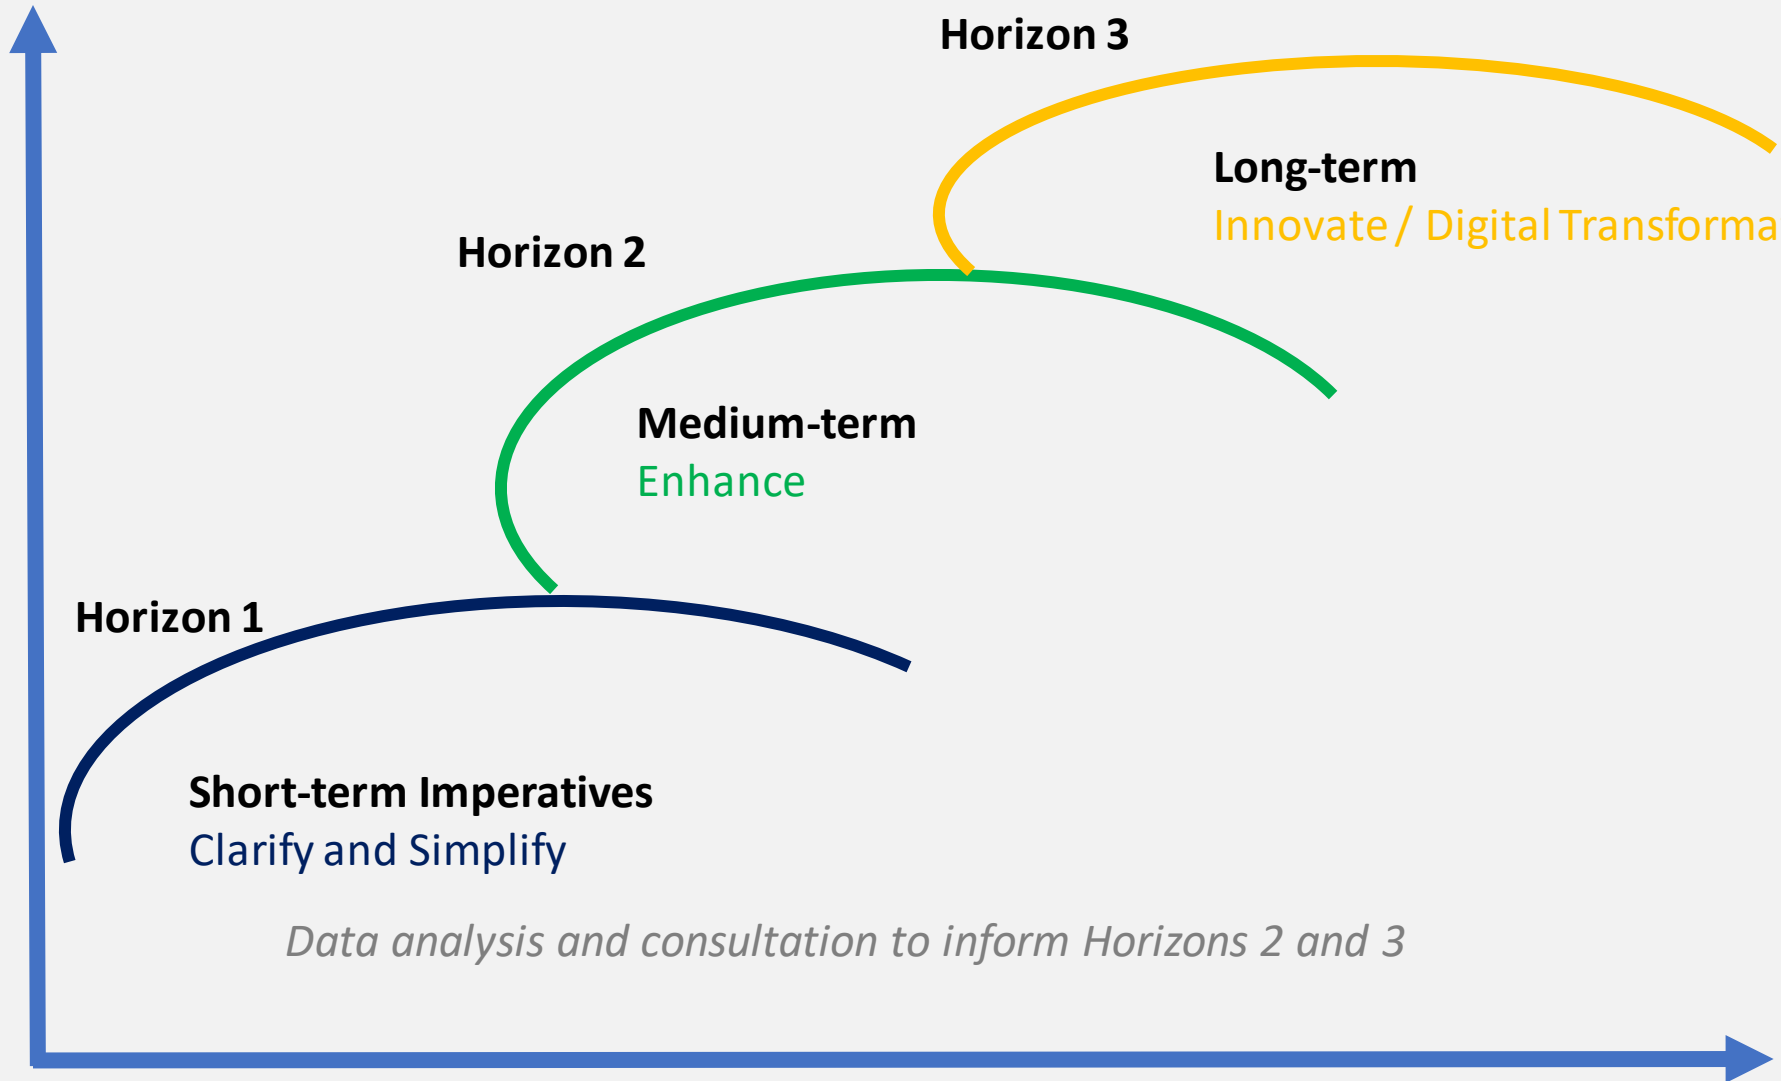 Horizon 3
Long-term
Innovate / Digital Transforma
Horizon 2
Medium-term
Enhance
Horizon 1
Short-term Imperatives
Clarify and Simplify
Data analysis and consultation to inform Horizons 2 and 3